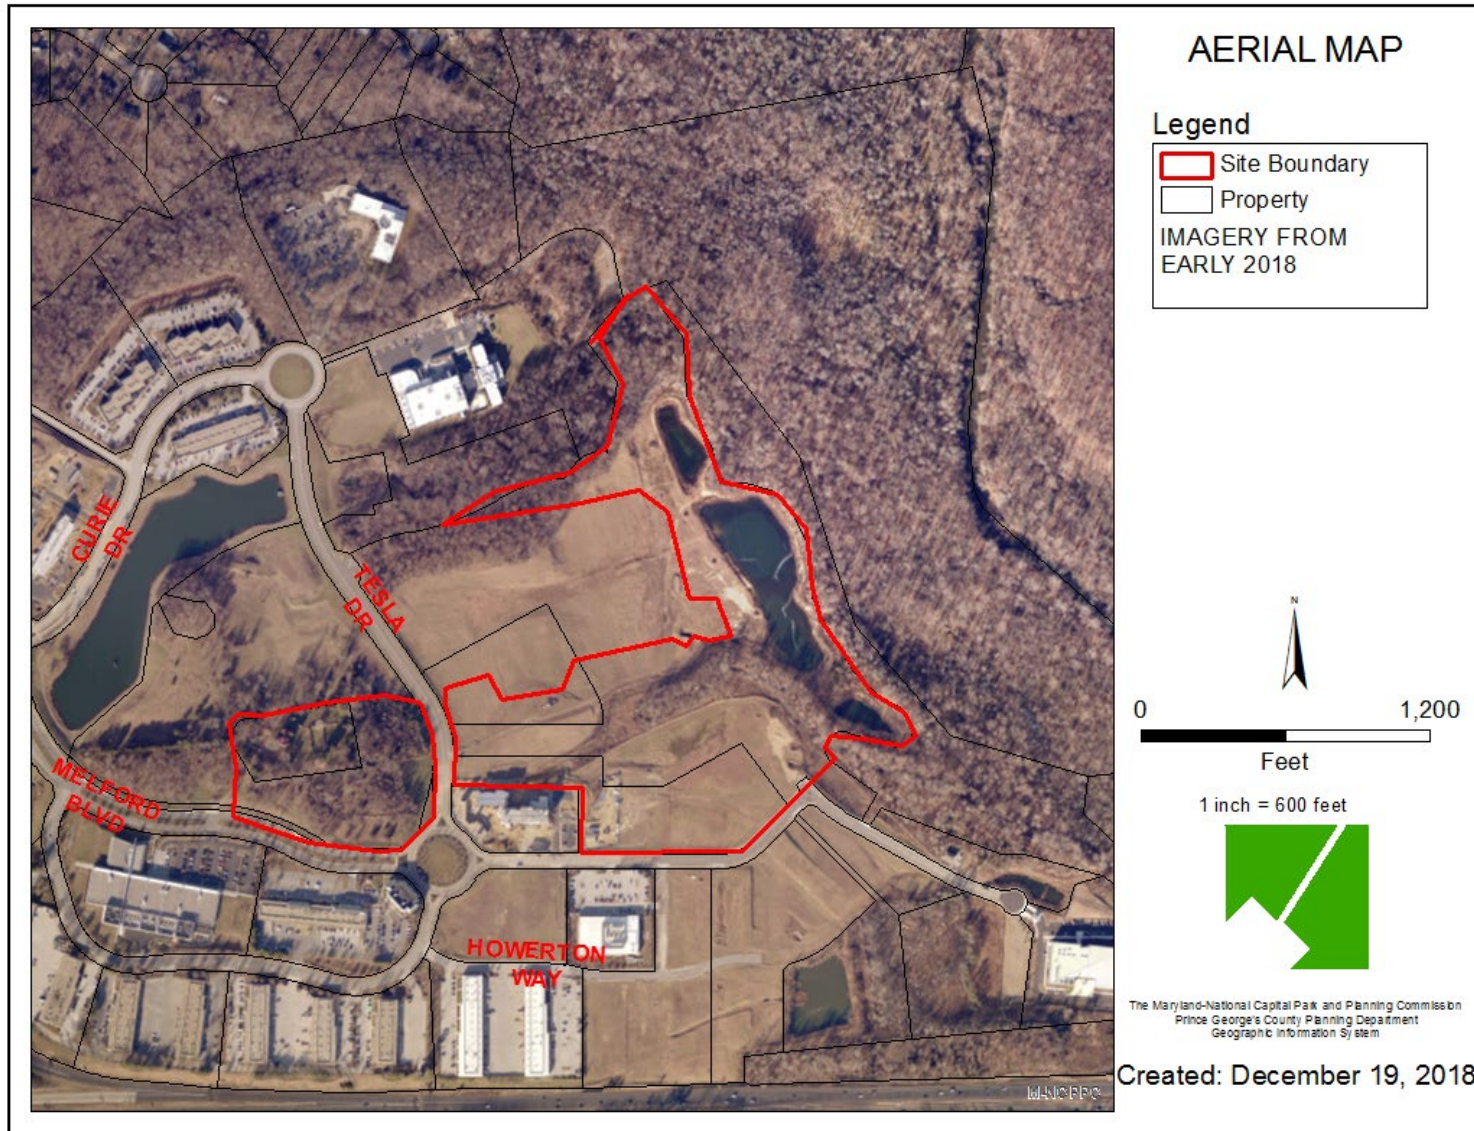 AERIAL MAP
Legend
Site Boundary
Property
IMAGERY FROM
EARLY 2018
CURIE
DR
TESLA
DR
MELFORD
BLVD
HOWERTON
WAY
N
0 1,200
Feet
1 inch = 600 feet
The Maryland-National Capital Park and Planning Commission
Prince George's County Planning Department
Geographic Information System
Created: December 19, 2018
M-NCPPC